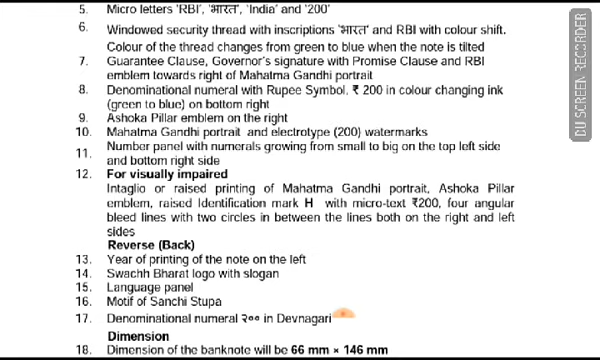 5. Micro letters 'RBI', 'भारत', 'India' and '200'
6. Windowed security thread with inscriptions 'भारत' and RBI with colour shift.
Colour of the thread changes from green to blue when the note is tilted
7. Guarantee Clause, Governor's signature with Promise Clause and RBI
emblem towards right of Mahatma Gandhi portrait
8. Denominational numeral with Rupee Symbol, ₹ 200 in colour changing ink
(green to blue) on bottom right
9. Ashoka Pillar emblem on the right
10. Mahatma Gandhi portrait and electrotype (200) watermarks
11. Number panel with numerals growing from small to big on the top left side
and bottom right side
12. For visually impaired
Intaglio or raised printing of Mahatma Gandhi portrait, Ashoka Pillar
emblem, raised Identification mark H with micro-text ₹200, four angular
bleed lines with two circles in between the lines both on the right and left
sides
Reverse (Back)
13. Year of printing of the note on the left
14. Swachh Bharat logo with slogan
15. Language panel
16. Motif of Sanchi Stupa
17. Denominational numeral २०० in Devnagari
Dimension
18. Dimension of the banknote will be 66 mm × 146 mm
DU SCREEN RECORDER